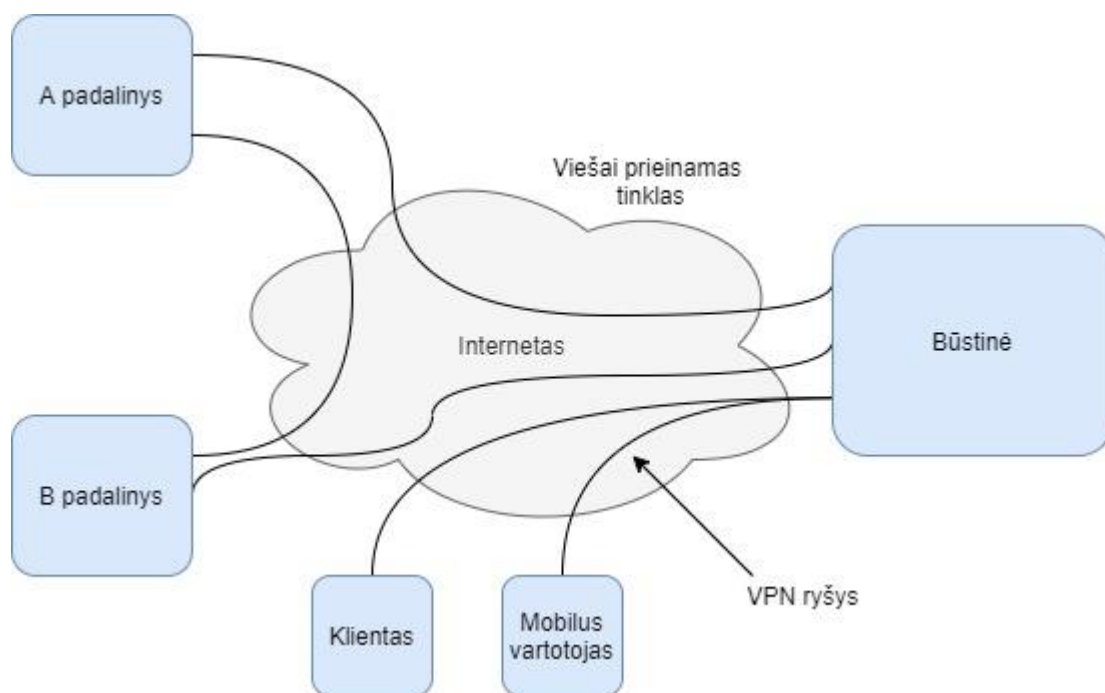 A padalinys
Viešai prieinamas
tinklas
Internetas
Būstinė
B padalinys
Klientas
Mobilus
vartotojas
VPN ryšys